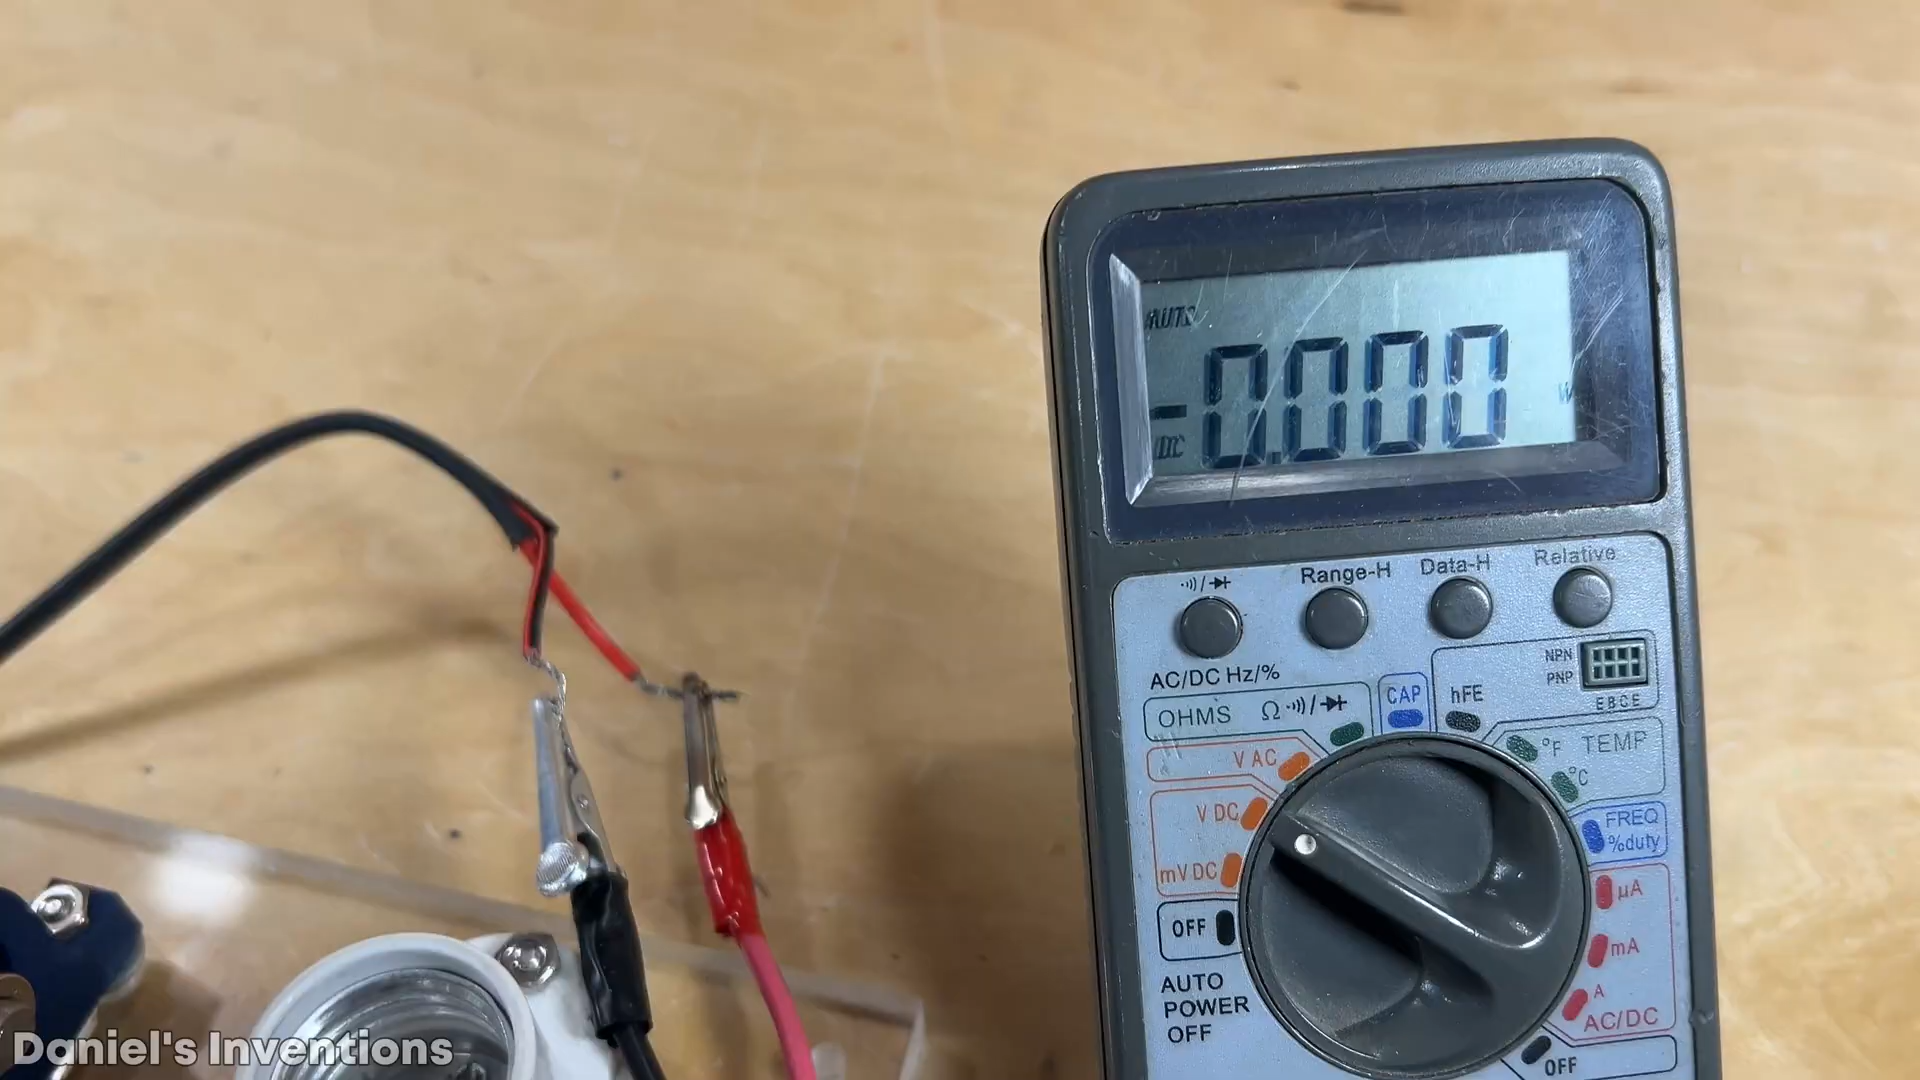 AUTO
-0.000
DC
Range-H
Data-H
Relative
AC/DC Hz/%
OHMS Ω
CAP
hFE
NPN
PNP
EBCE
V AC
°F TEMP
°C
V DC
FREQ
%duty
mV DC
µA
OFF
mA
AUTO
POWER
OFF
A
AC/DC
OFF
Daniel's Inventions